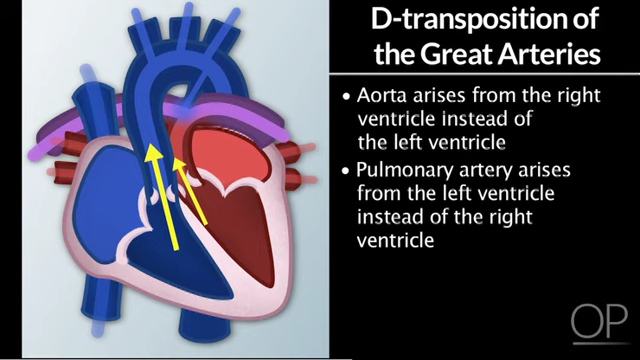 D-transposition of
the Great Arteries
• Aorta arises from the right
ventricle instead of
the left ventricle
• Pulmonary artery arises
from the left ventricle
instead of the right
ventricle
OP